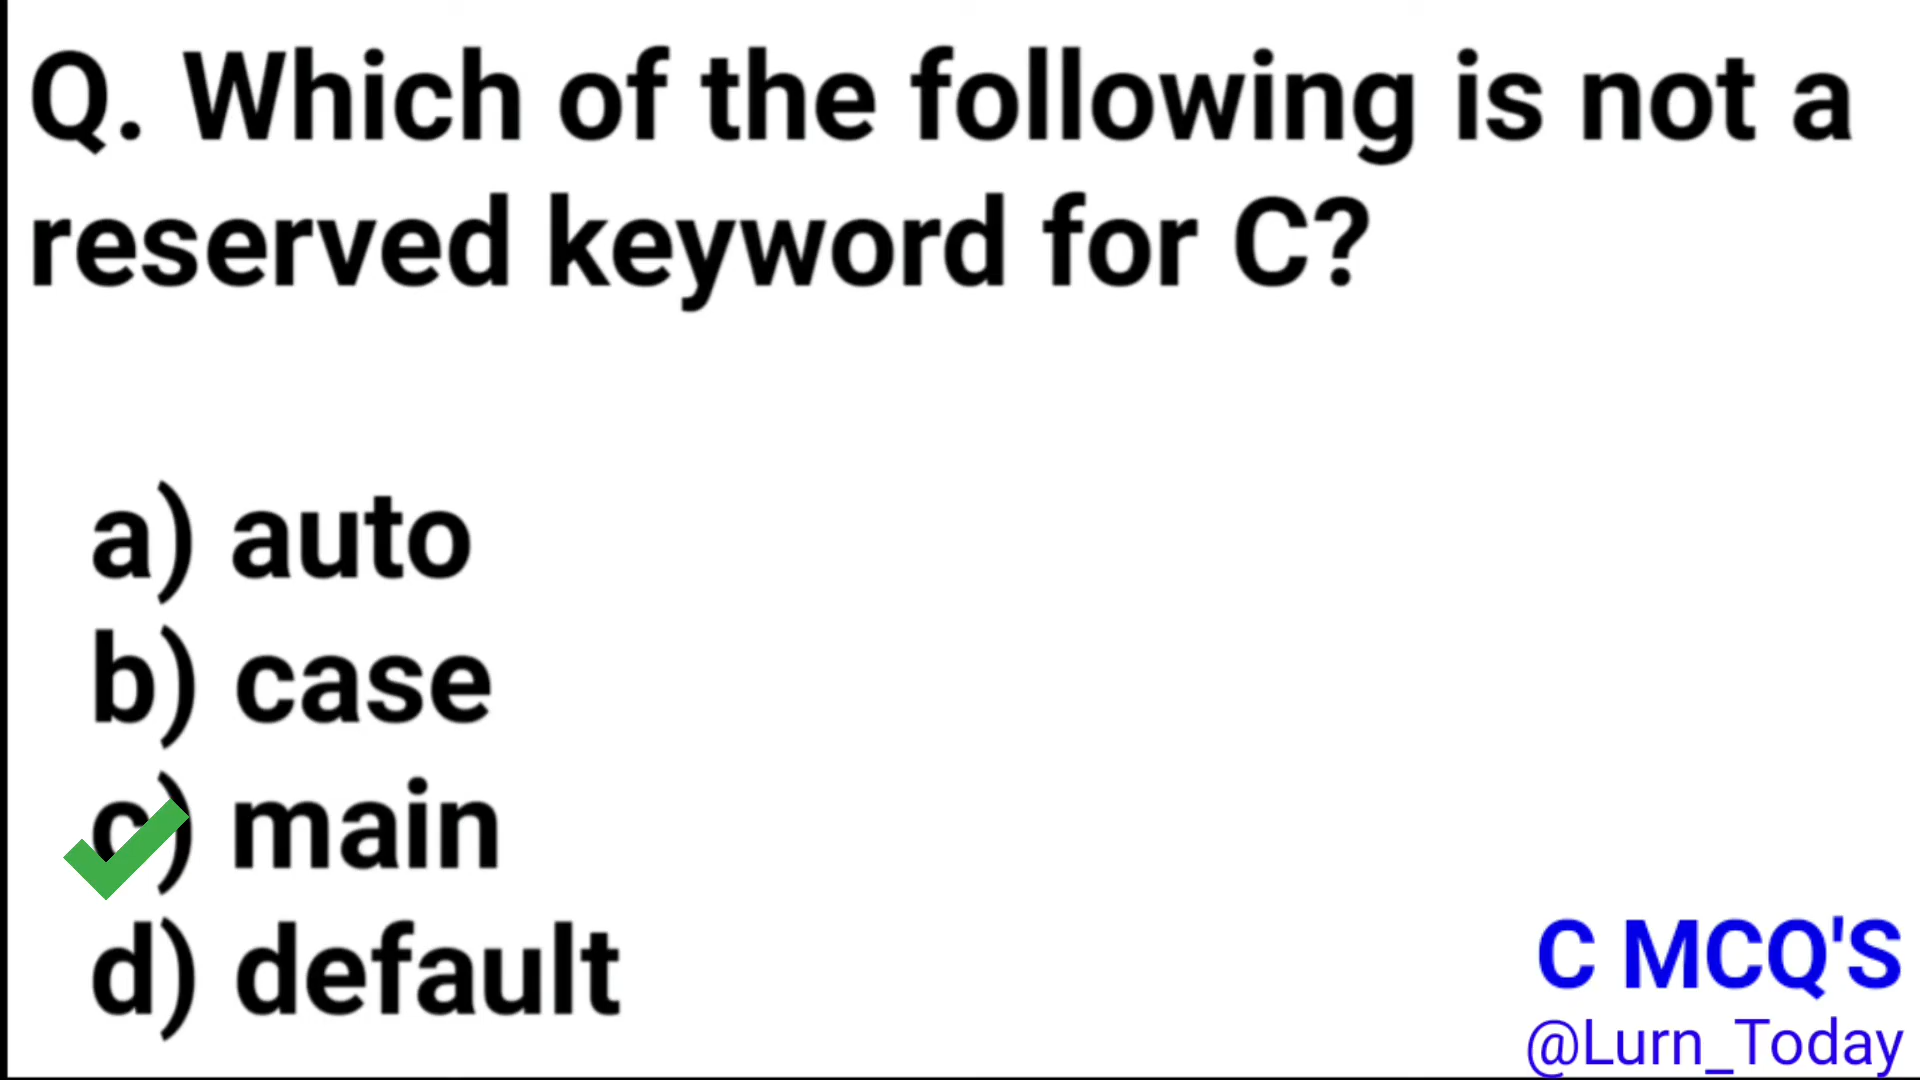 Q. Which of the following is not a
reserved keyword for C?
a) auto
b) case
c) main
d) default
C MCQ'S
@Lurn_Today